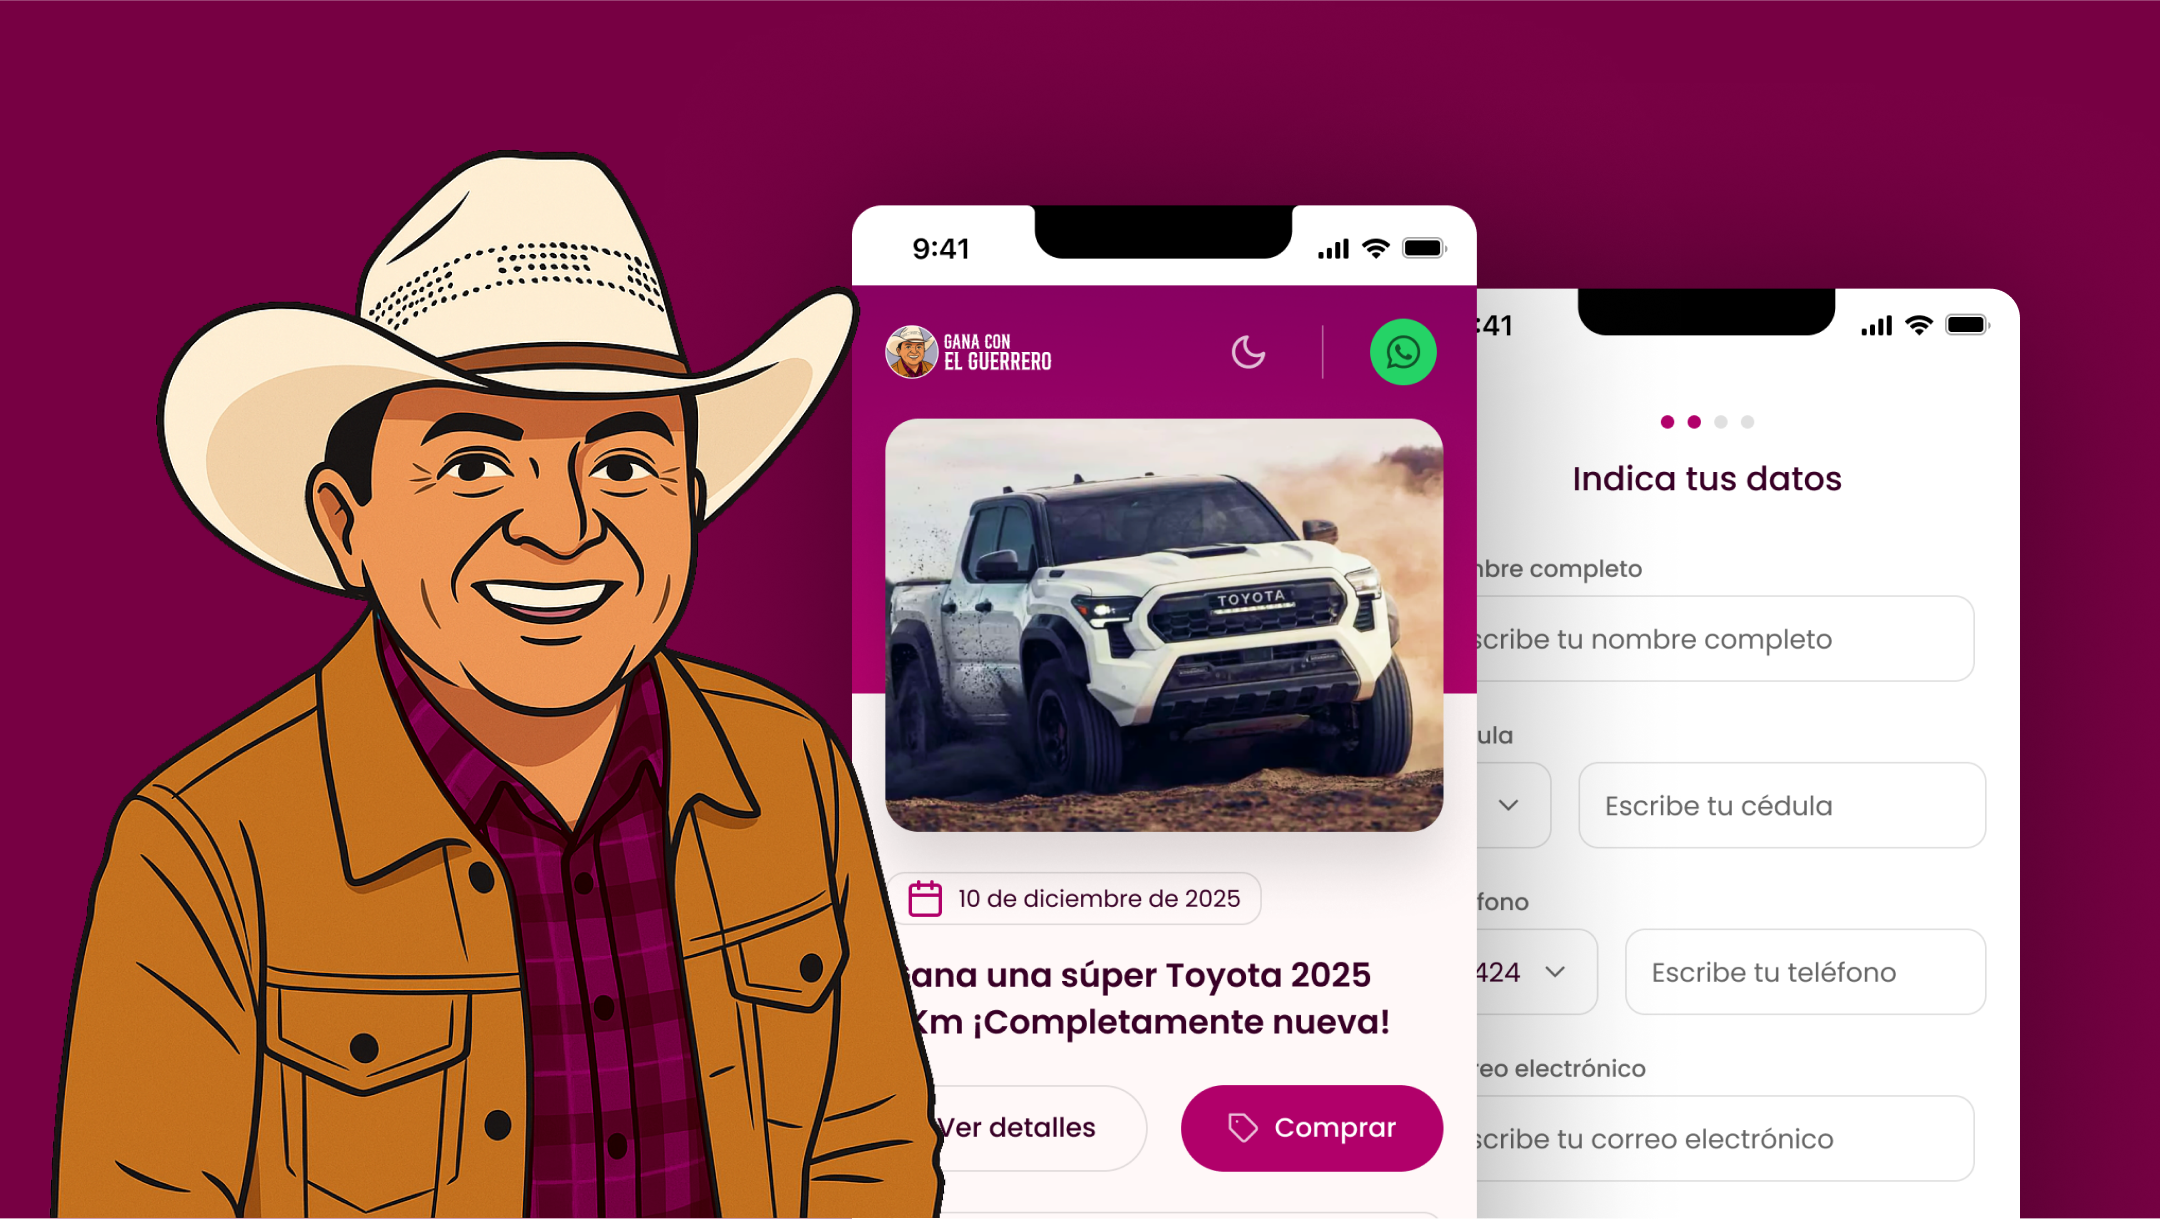 9:41
GANA CON
EL GUERRERO
TOYOTA
10 de diciembre de 2025
ana una súper Toyota 2025
Km ¡Completamente nueva!
Ver detalles
Comprar
:41
Indica tus datos
nbre completo
scribe tu nombre completo
ula
Escribe tu cédula
fono
424
Escribe tu teléfono
reo electrónico
scribe tu correo electrónico